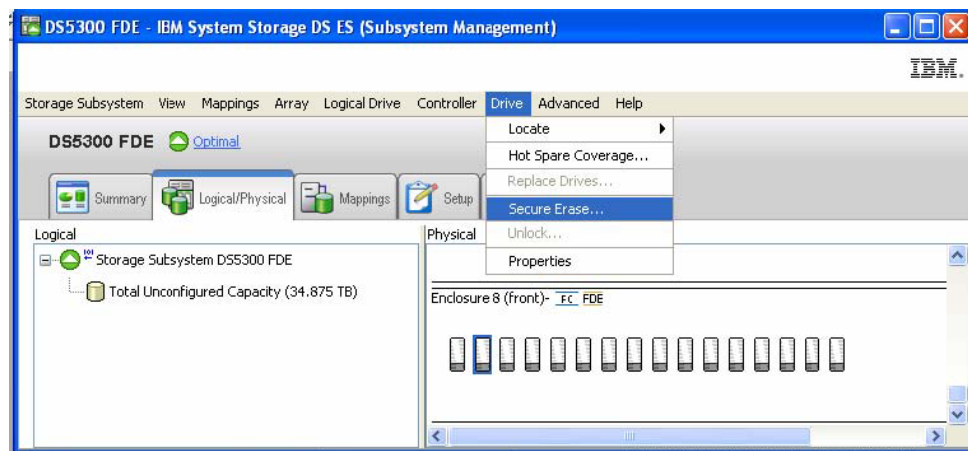 DS5300 FDE - IBM System Storage DS ES (Subsystem Management)
IBM.
Storage Subsystem View Mappings Array Logical Drive Controller Drive Advanced Help
Locate
Hot Spare Coverage...
Replace Drives...
Secure Erase...
Unlock...
Properties
DS5300 FDE Optimal
Summary Logical/Physical Mappings Setup
Logical
Storage Subsystem DS5300 FDE
Total Unconfigured Capacity (34.875 TB)
Physical
Enclosure 8 (front)- FC FDE